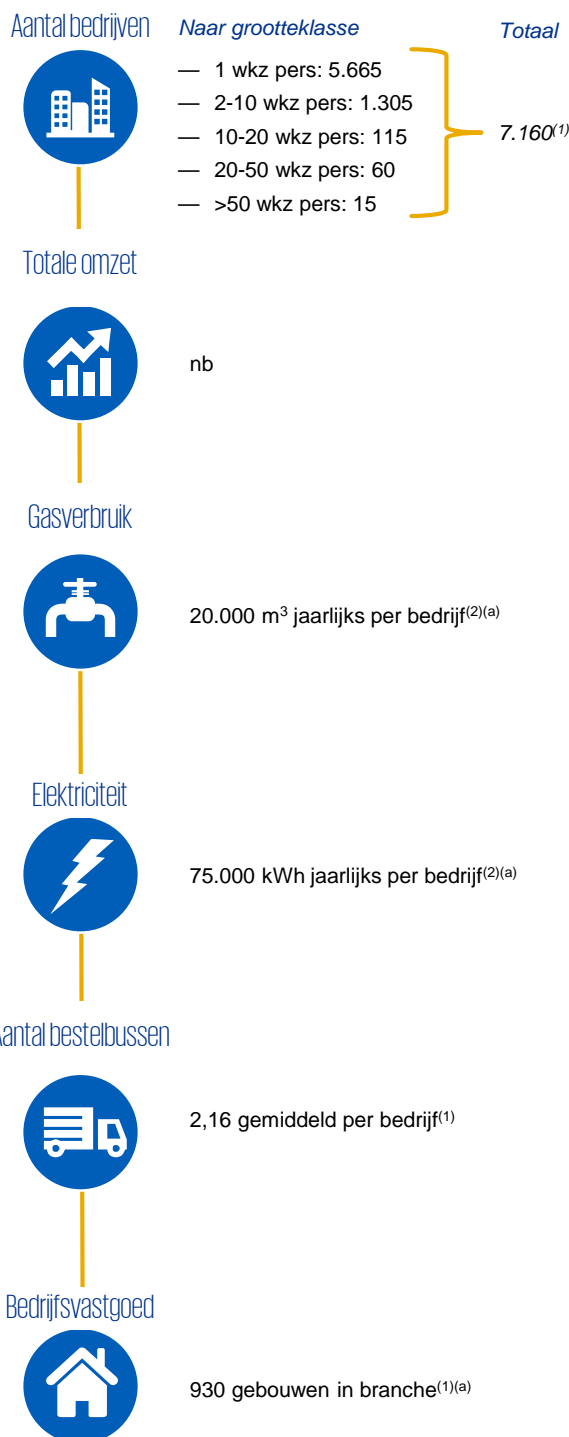 Aantal bedrijven
Naar grootteklasse
Totaal
— 1 wkz pers: 5.665
— 2-10 wkz pers: 1.305
— 10-20 wkz pers: 115
— 20-50 wkz pers: 60
— >50 wkz pers: 15
7.160(1)
Totale omzet
nb
Gasverbruik
20.000 m³ jaarlijks per bedrijf(2)(a)
Elektriciteit
75.000 kWh jaarlijks per bedrijf(2)(a)
Aantal bestelbussen
2,16 gemiddeld per bedrijf(1)
Bedrijfsvastgoed
930 gebouwen in branche(1)(a)